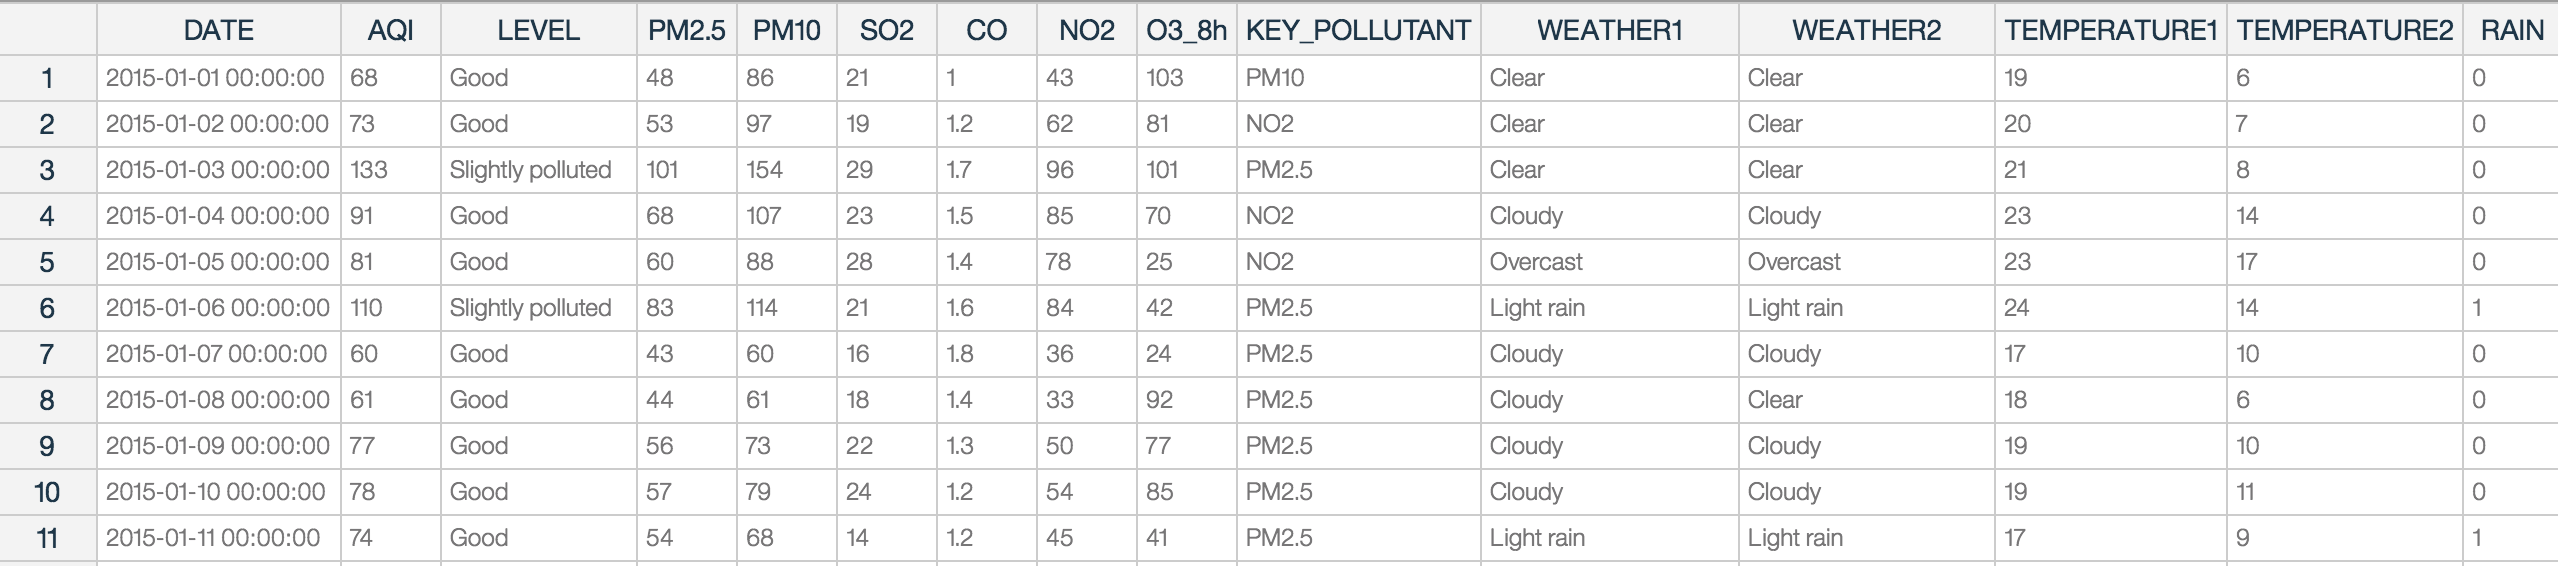 DATE AQI LEVEL PM2.5 PM10 SO2 CO NO2 O3_8h KEY_POLLUTANT WEATHER1 WEATHER2 TEMPERATURE1 TEMPERATURE2 RAIN
1 2015-01-01 00:00:00 68 Good 48 86 21 1 43 103 PM10 Clear Clear 19 6 0
2 2015-01-02 00:00:00 73 Good 53 97 19 1.2 62 81 NO2 Clear Clear 20 7 0
3 2015-01-03 00:00:00 133 Slightly polluted 101 154 29 1.7 96 101 PM2.5 Clear Clear 21 8 0
4 2015-01-04 00:00:00 91 Good 68 107 23 1.5 85 70 NO2 Cloudy Cloudy 23 14 0
5 2015-01-05 00:00:00 81 Good 60 88 28 1.4 78 25 NO2 Overcast Overcast 23 17 0
6 2015-01-06 00:00:00 110 Slightly polluted 83 114 21 1.6 84 42 PM2.5 Light rain Light rain 24 14 1
7 2015-01-07 00:00:00 60 Good 43 60 16 1.8 36 24 PM2.5 Cloudy Cloudy 17 10 0
8 2015-01-08 00:00:00 61 Good 44 61 18 1.4 33 92 PM2.5 Cloudy Clear 18 6 0
9 2015-01-09 00:00:00 77 Good 56 73 22 1.3 50 77 PM2.5 Cloudy Cloudy 19 10 0
10 2015-01-10 00:00:00 78 Good 57 79 24 1.2 54 85 PM2.5 Cloudy Cloudy 19 11 0
11 2015-01-11 00:00:00 74 Good 54 68 14 1.2 45 41 PM2.5 Light rain Light rain 17 9 1